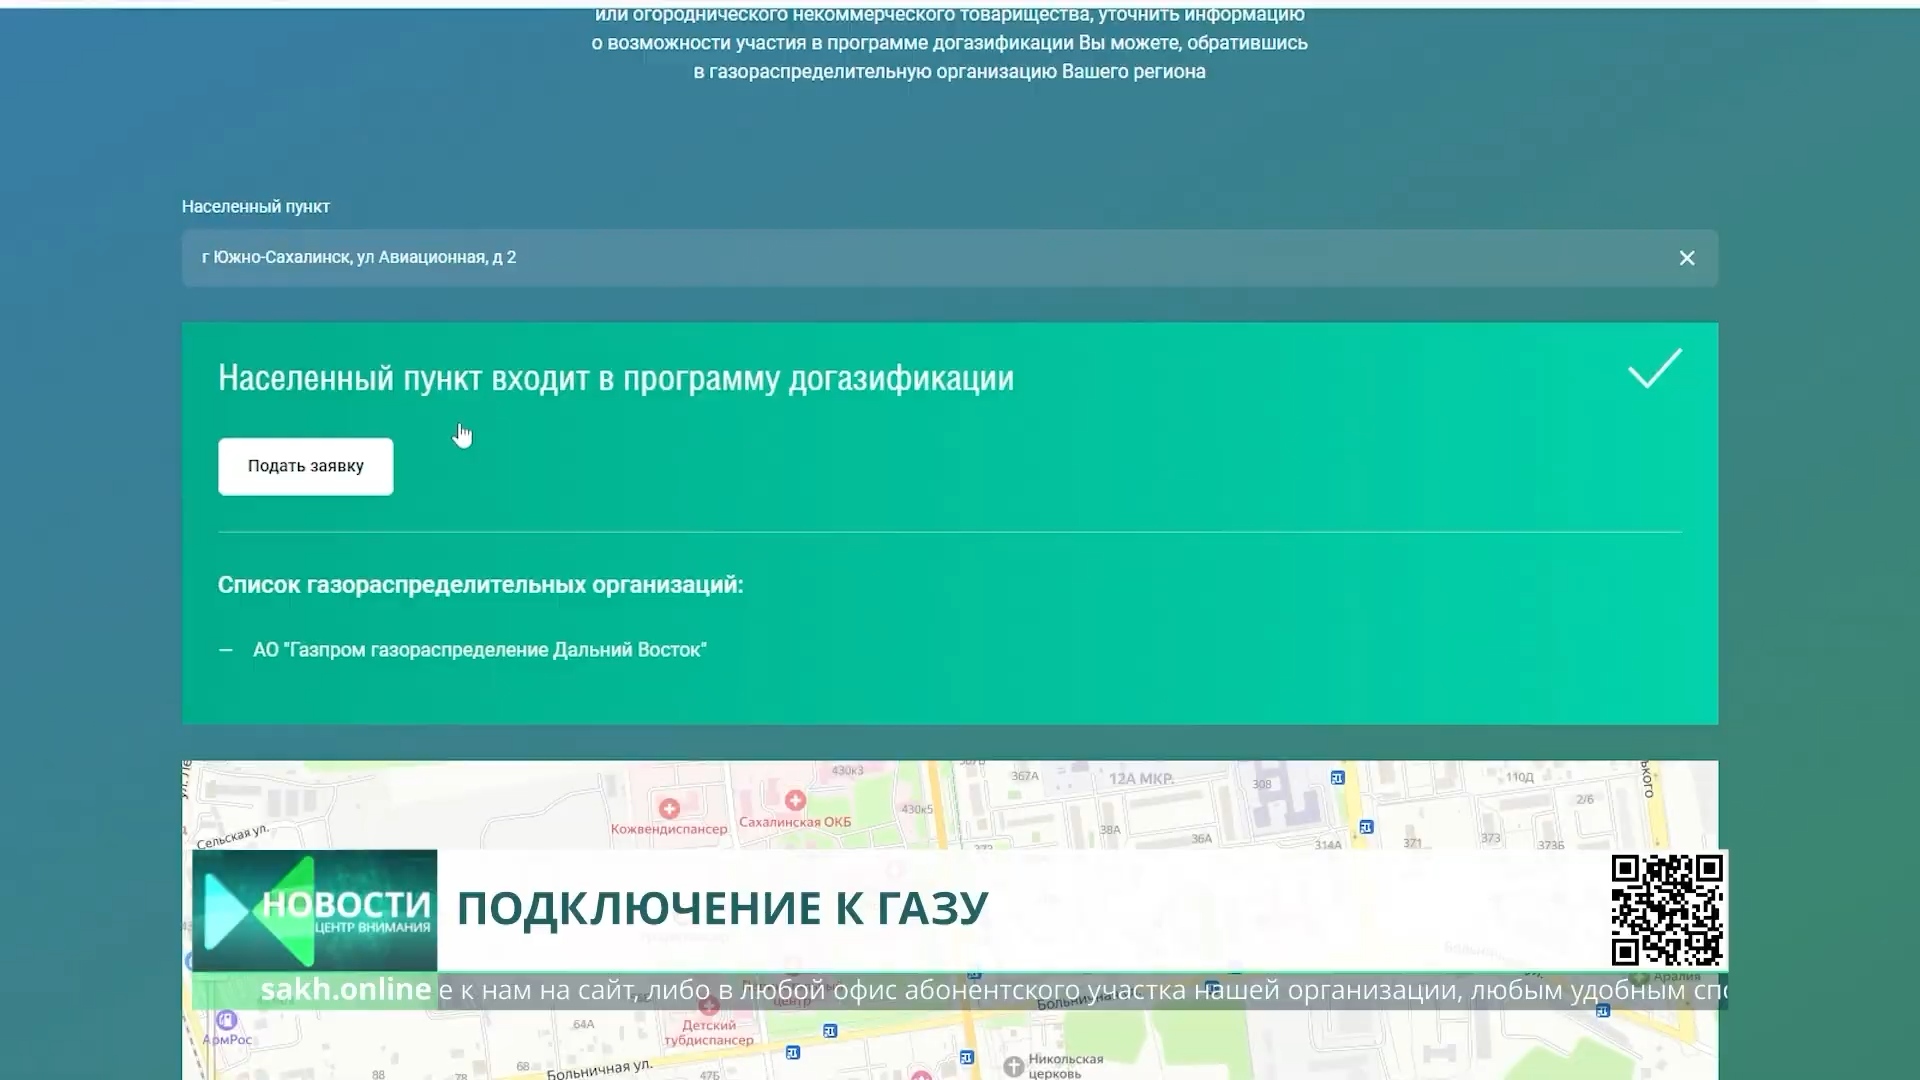 или огороднического некоммерческого товарищества, уточнить информацию
о возможности участия в программе догазификации Вы можете, обратившись
в газораспределительную организацию Вашего региона
Населенный пункт
г Южно-Сахалинск, ул Авиационная, д 2
Населенный пункт входит в программу догазификации
Подать заявку
Список газораспределительных организаций:
— АО "Газпром газораспределение Дальний Восток"
430к3
367А
12А МКР.
308
110Д
ького
2/6
Кожвендиспансер
Сахалинская ОКБ
430к5
Сельская ул.
38А
36А
314А
371
373
373Б
НОВОСТИ
ЦЕНТР ВНИМАНИЯ
ПОДКЛЮЧЕНИЕ К ГАЗУ
Аралия
sakh.online
е к нам на сайт, либо в любой офис абонентского участка нашей организации, любым удобным спо
центр
64А
АрмРос
Детский
тубдиспансер
Никольская
церковь
68
Больничная ул.
88
78
47Б